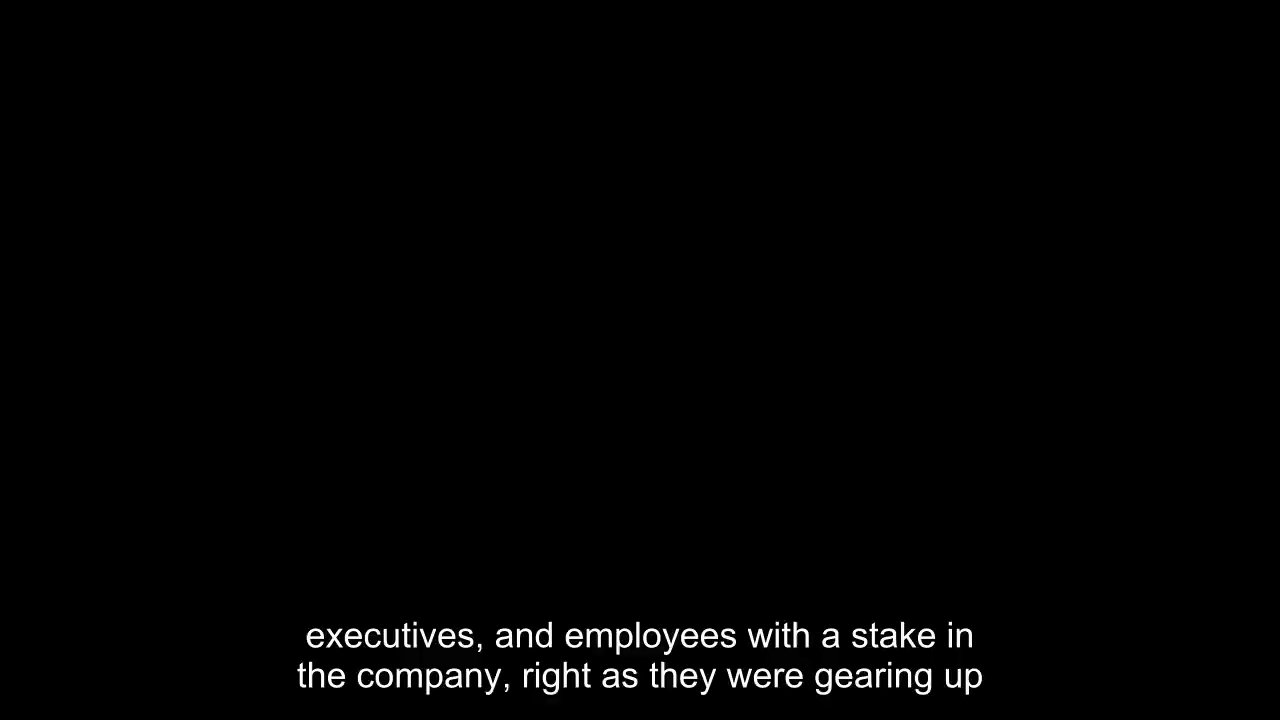 executives, and employees with a stake in
the company, right as they were gearing up